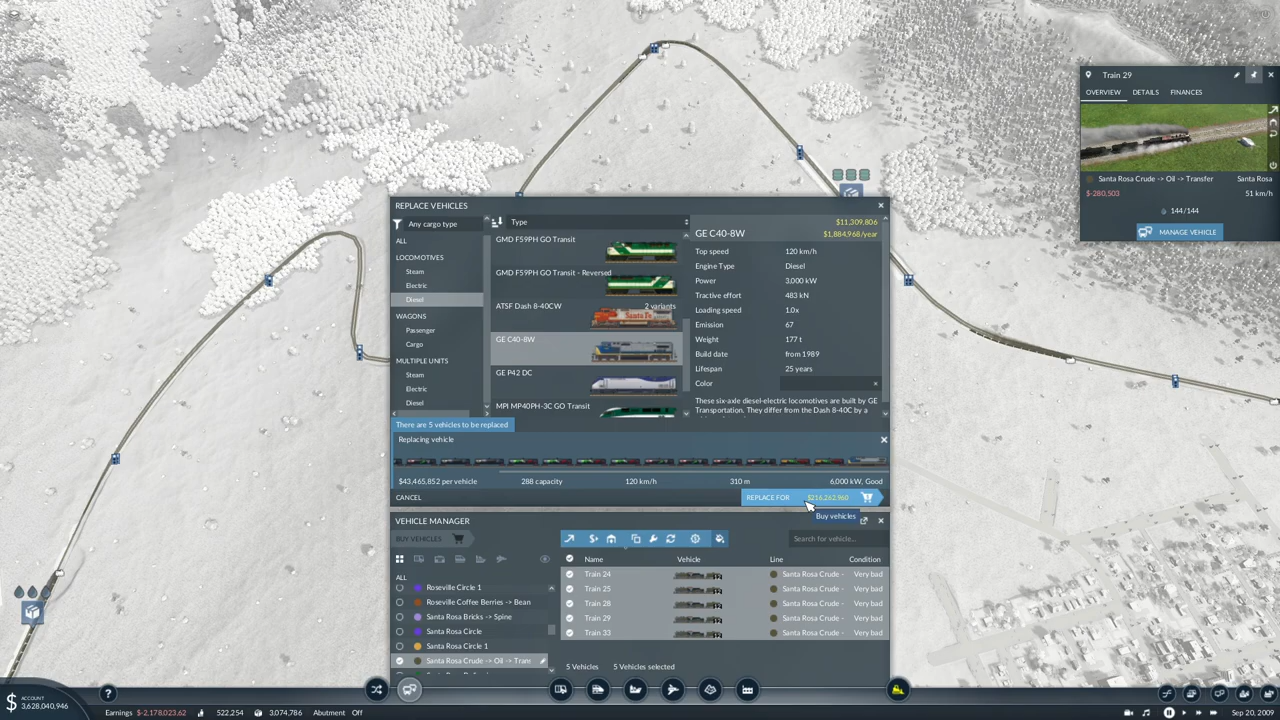 Train 29
OVERVIEW DETAILS FINANCES
Santa Rosa Crude -> Oil -> Transfer Santa Rosa
$-280,503 51 km/h
144/144
MANAGE VEHICLE
REPLACE VEHICLES
Any cargo type
ALL
LOCOMOTIVES
Steam
Electric
Diesel
WAGONS
Passenger
Cargo
MULTIPLE UNITS
Steam
Electric
Diesel
Type
GMD F59PH GO Transit
GMD F59PH GO Transit - Reversed
ATSF Dash 8-40CW 2 variants
GE C40-8W
GE P42 DC
MPI MP40PH-3C GO Transit
$11,309,806
GE C40-8W $1,884,968/year
Top speed 120 km/h
Engine Type Diesel
Power 3,000 kW
Tractive effort 483 kN
Loading speed 1.0x
Emission 67
Weight 177 t
Build date from 1989
Lifespan 25 years
Color
These six-axle diesel-electric locomotives are built by GE
Transportation. They differ from the Dash 8-40C by a
There are 5 vehicles to be replaced
Replacing vehicle
$43,465,852 per vehicle 288 capacity 120 km/h 310 m 6,000 kW, Good
CANCEL REPLACE FOR $216,262,960
Buy vehicles
VEHICLE MANAGER
BUY VEHICLES
Search for vehicle...
ALL
Roseville Circle 1
Roseville Coffee Berries -> Bean
Santa Rosa Bricks -> Spine
Santa Rosa Circle
Santa Rosa Circle 1
Santa Rosa Crude -> Oil -> Trans
Name Vehicle Line Condition
Train 24 Santa Rosa Crude - Very bad
Train 25 Santa Rosa Crude - Very bad
Train 28 Santa Rosa Crude - Very bad
Train 29 Santa Rosa Crude - Very bad
Train 33 Santa Rosa Crude - Very bad
5 Vehicles 5 Vehicles selected
$ ACCOUNT
3,628,040,946
?
Earnings $-2,178,023.62 522,254 3,074,786 Abutment Off
Sep 20, 2009